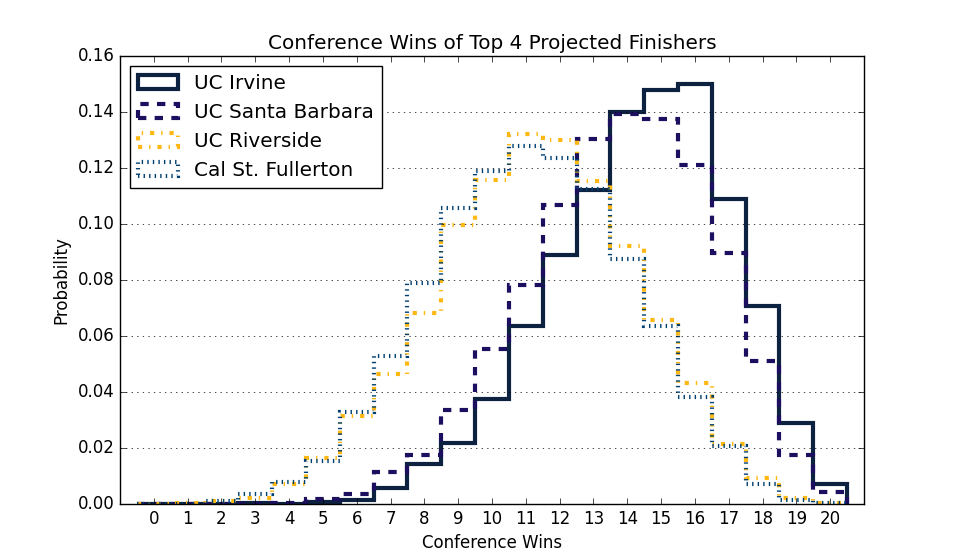 Conference Wins of Top 4 Projected Finishers
UC Irvine
UC Santa Barbara
UC Riverside
Cal St. Fullerton
Probability
0.16
0.14
0.12
0.10
0.08
0.06
0.04
0.02
0.00
0 1 2 3 4 5 6 7 8 9 10 11 12 13 14 15 16 17 18 19 20
Conference Wins